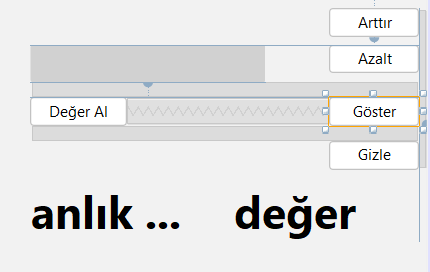 Arttır
Azalt
Değer Al Göster
Gizle
anlık ... değer